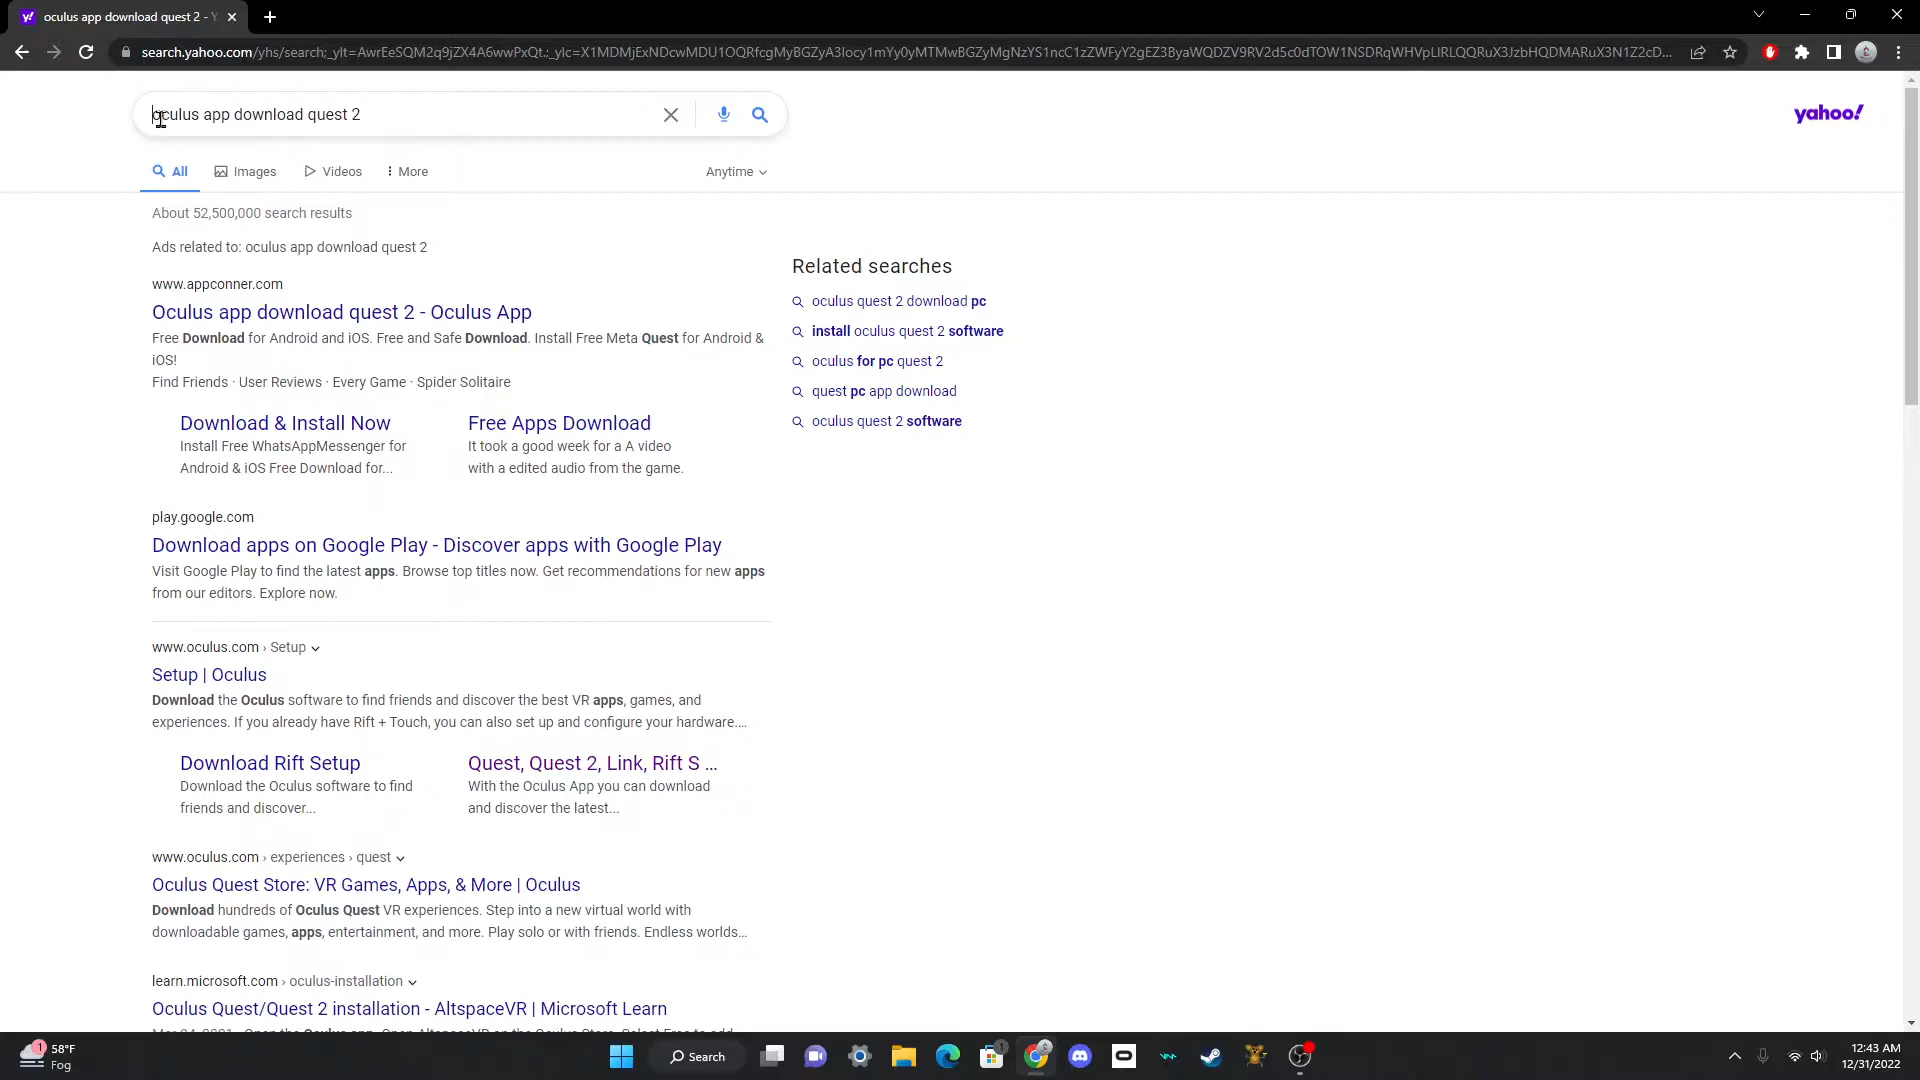 oculus app download quest 2 - Y
search.yahoo.com/yhs/search;_ylt=AwrEeSQM2q9jZX4A6wwPxQt.;_ylc=X1MDMjExNDcwMDU1OQRfcgMyBGZyA3locy1mYy0yMTMwBGZyMgNzYS1ncC1zZWFyY2gEZ3ByaWQDZV9RV2d5c0dTOW1NSDRqWHVpLlRLQQRuX3JzbHQDMARuX3N1Z2cD...
oculus app download quest 2
yahoo!
All Images Videos More Anytime
About 52,500,000 search results
Ads related to: oculus app download quest 2
www.appconner.com
Oculus app download quest 2 - Oculus App
Free Download for Android and iOS. Free and Safe Download. Install Free Meta Quest for Android &
iOS!
Find Friends · User Reviews · Every Game · Spider Solitaire
Download & Install Now
Install Free WhatsAppMessenger for
Android & iOS Free Download for...
Free Apps Download
It took a good week for a A video
with a edited audio from the game.
play.google.com
Download apps on Google Play - Discover apps with Google Play
Visit Google Play to find the latest apps. Browse top titles now. Get recommendations for new apps
from our editors. Explore now.
www.oculus.com › Setup
Setup | Oculus
Download the Oculus software to find friends and discover the best VR apps, games, and
experiences. If you already have Rift + Touch, you can also set up and configure your hardware....
Download Rift Setup
Download the Oculus software to find
friends and discover...
Quest, Quest 2, Link, Rift S ...
With the Oculus App you can download
and discover the latest...
www.oculus.com › experiences › quest
Oculus Quest Store: VR Games, Apps, & More | Oculus
Download hundreds of Oculus Quest VR experiences. Step into a new virtual world with
downloadable games, apps, entertainment, and more. Play solo or with friends. Endless worlds...
learn.microsoft.com › oculus-installation
Oculus Quest/Quest 2 installation - AltspaceVR | Microsoft Learn
Related searches
oculus quest 2 download pc
install oculus quest 2 software
oculus for pc quest 2
quest pc app download
oculus quest 2 software
1
58°F
Fog
Search
1
12:43 AM
12/31/2022